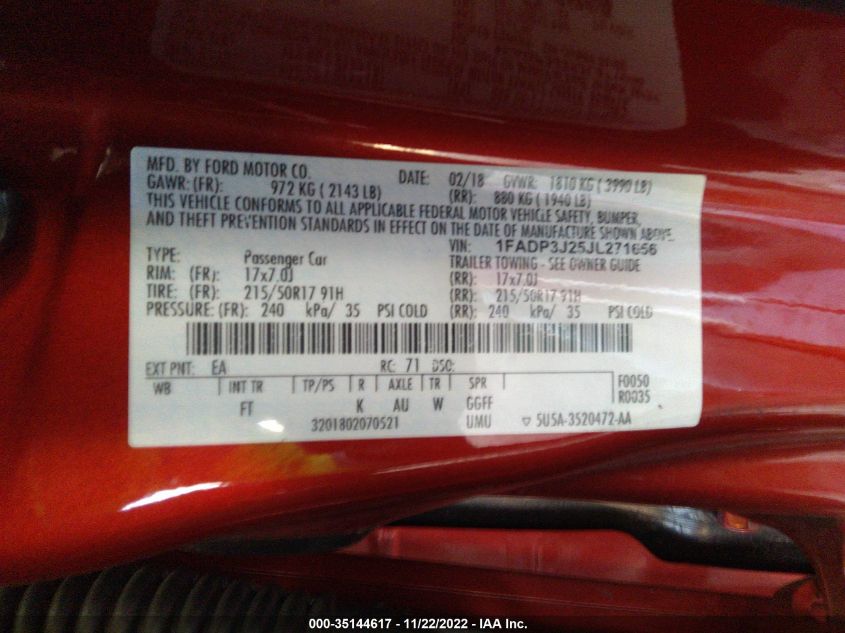 MFD. BY FORD MOTOR CO. DATE: 02/18 GVWR: 1810 KG ( 3990 LB)
GAWR: (FR): 972 KG ( 2143 LB) (RR): 880 KG ( 1940 LB)
THIS VEHICLE CONFORMS TO ALL APPLICABLE FEDERAL MOTOR VEHICLE SAFETY, BUMPER,
AND THEFT PREVENTION STANDARDS IN EFFECT ON THE DATE OF MANUFACTURE SHOWN ABOVE.
VIN: 1FADP3J25JL271656
TYPE: Passenger Car TRAILER TOWING - SEE OWNER GUIDE
RIM: (FR): 17x7.0J (RR): 17x7.0J
TIRE: (FR): 215/50R17 91H (RR): 215/50R17 91H
PRESSURE: (FR): 240 kPa/ 35 PSI COLD (RR): 240 kPa/ 35 PSI COLD
EXT PNT: EA RC: 71 DSO:
WB INT TR TP/PS R AXLE TR SPR F0050
FT K AU W GGFF R0035
3201802070521 UMU ▽ 5U5A-3520472-AA
000-35144617 - 11/22/2022 - IAA Inc.